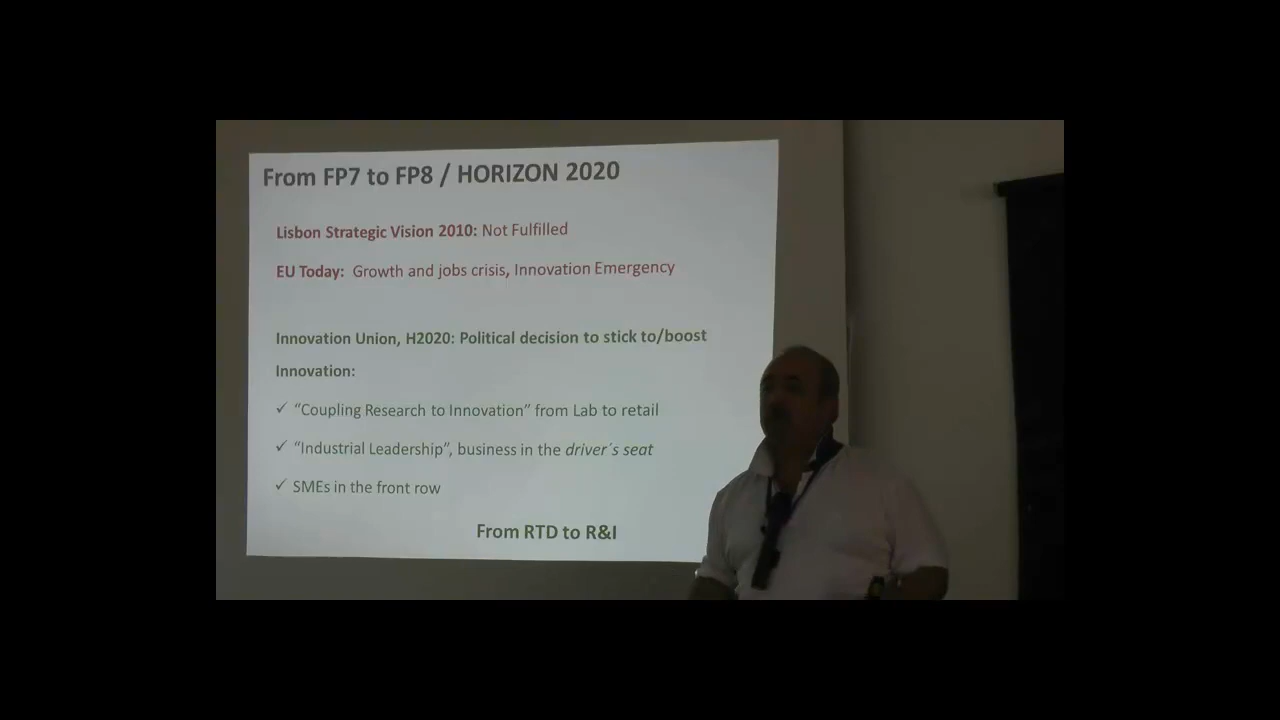 From FP7 to FP8 / HORIZON 2020
Lisbon Strategic Vision 2010: Not Fulfilled
EU Today: Growth and jobs crisis, Innovation Emergency
Innovation Union, H2020: Political decision to stick to/boost
Innovation:
✓ “Coupling Research to Innovation” from Lab to retail
✓ “Industrial Leadership”, business in the driver´s seat
✓ SMEs in the front row
From RTD to R&I